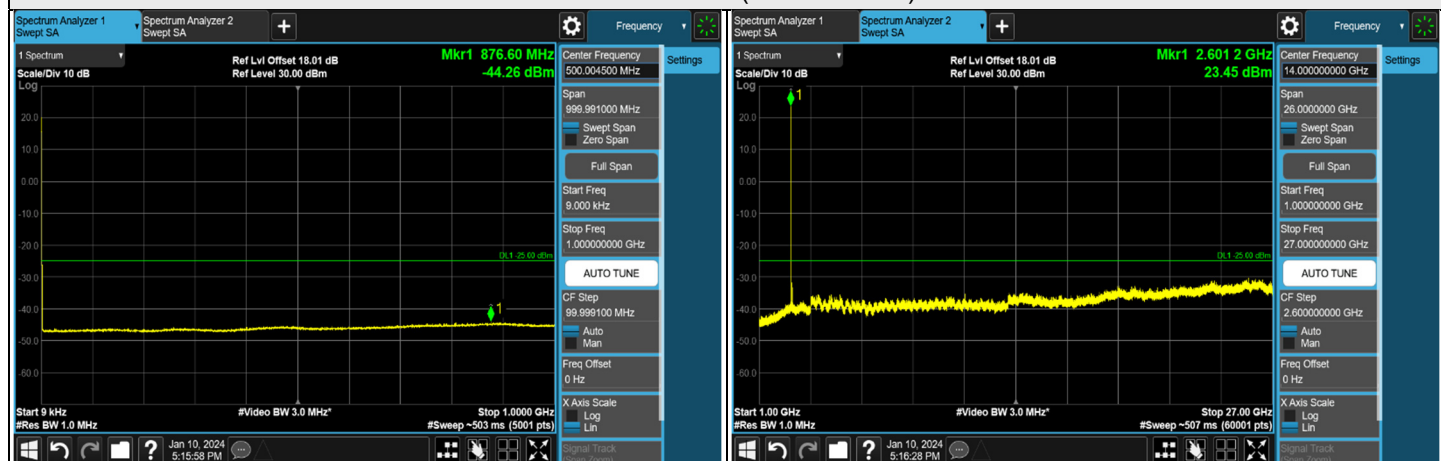 Spectrum Analyzer 1
Swept SA
Spectrum Analyzer 2
Swept SA
+
Frequency
1 Spectrum
Scale/Div 10 dB
Log
Ref Lvl Offset 18.01 dB
Ref Level 30.00 dBm
Mkr1 876.60 MHz
-44.26 dBm
20.0
10.0
0.00
-10.0
-20.0
-30.0
-40.0
-50.0
-60.0
DL1 -25.00 dBm
1
Start 9 kHz
#Res BW 1.0 MHz
#Video BW 3.0 MHz*
Stop 1.0000 GHz
#Sweep ~503 ms (5001 pts)
Center Frequency
500.004500 MHz
Settings
Span
999.991000 MHz
Swept Span
Zero Span
Full Span
Start Freq
9.000 kHz
Stop Freq
1.000000000 GHz
AUTO TUNE
CF Step
99.999100 MHz
Auto
Man
Freq Offset
0 Hz
X Axis Scale
Log
Lin
Signal Track
(Span Zoom)
?
Jan 10, 2024
5:15:58 PM
Spectrum Analyzer 1
Swept SA
Spectrum Analyzer 2
Swept SA
+
Frequency
1 Spectrum
Scale/Div 10 dB
Log
Ref Lvl Offset 18.01 dB
Ref Level 30.00 dBm
Mkr1 2.601 2 GHz
23.45 dBm
20.0
10.0
0.00
-10.0
-20.0
-30.0
-40.0
-50.0
-60.0
1
DL1 -25.00 dBm
Start 1.00 GHz
#Res BW 1.0 MHz
#Video BW 3.0 MHz*
Stop 27.00 GHz
#Sweep ~507 ms (60001 pts)
Center Frequency
14.000000000 GHz
Settings
Span
26.0000000 GHz
Swept Span
Zero Span
Full Span
Start Freq
1.000000000 GHz
Stop Freq
27.000000000 GHz
AUTO TUNE
CF Step
2.600000000 GHz
Auto
Man
Freq Offset
0 Hz
X Axis Scale
Log
Lin
Signal Track
(Span Zoom)
?
Jan 10, 2024
5:16:28 PM